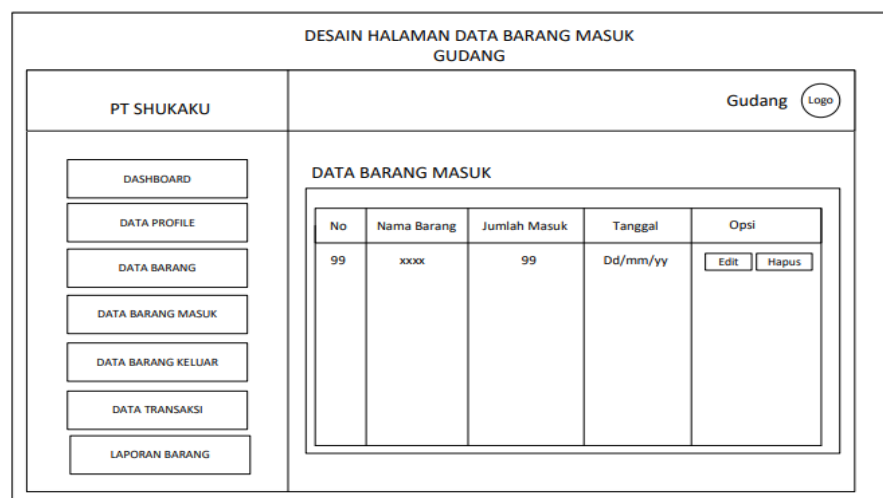 DESAIN HALAMAN DATA BARANG MASUK
GUDANG
PT SHUKAKU
Gudang
Logo
DASHBOARD
DATA PROFILE
DATA BARANG
DATA BARANG MASUK
DATA BARANG KELUAR
DATA TRANSAKSI
LAPORAN BARANG
DATA BARANG MASUK
No Nama Barang Jumlah Masuk Tanggal Opsi
99 xxxx 99 Dd/mm/yy Edit Hapus